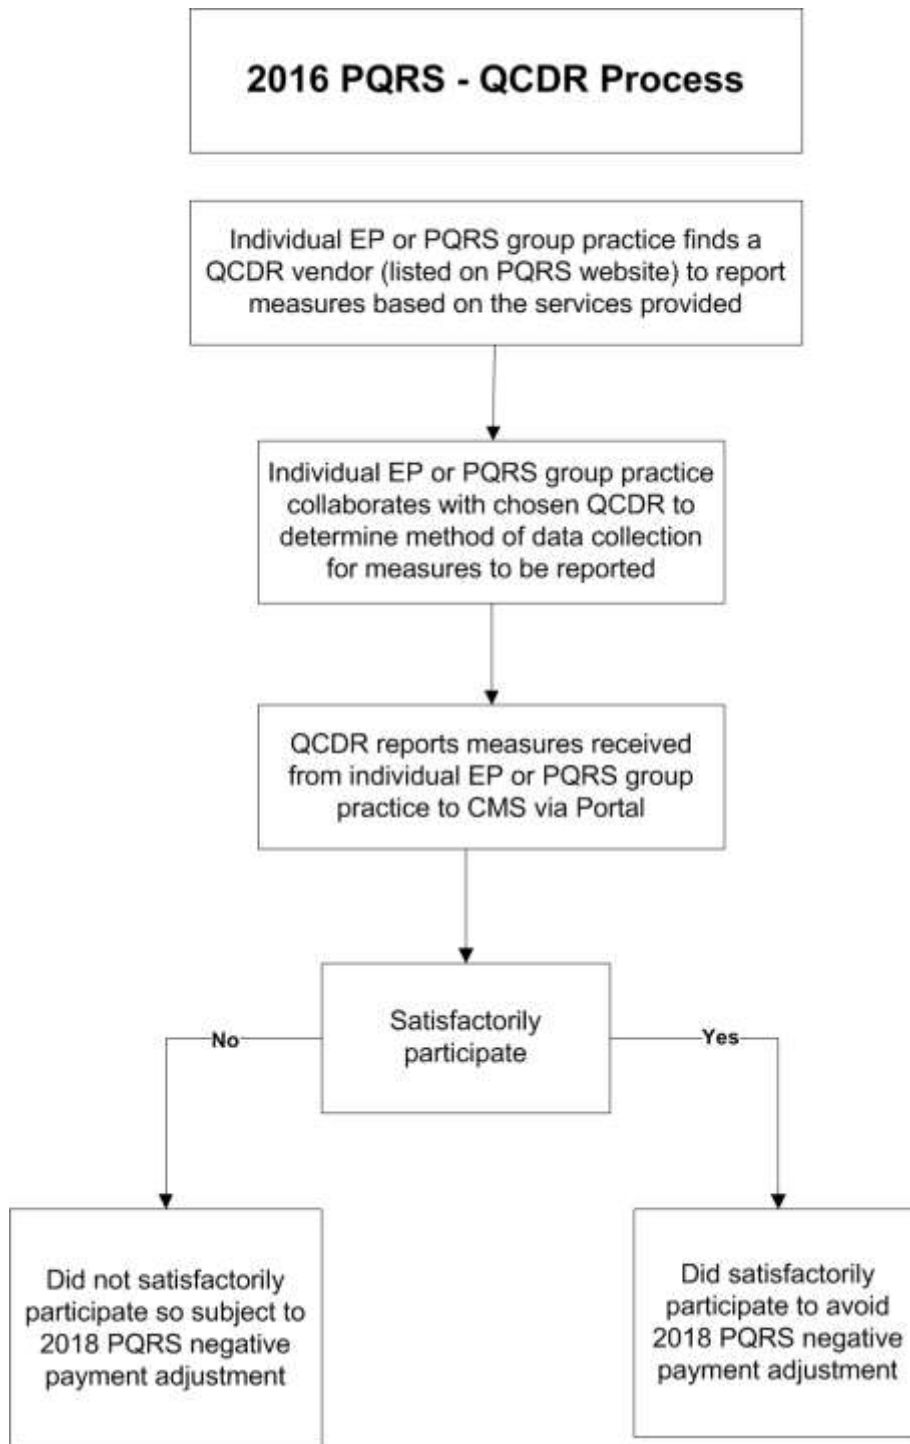 2016 PQRS - QCDR Process
Individual EP or PQRS group practice finds a
QCDR vendor (listed on PQRS website) to report
measures based on the services provided
Individual EP or PQRS group practice
collaborates with chosen QCDR to
determine method of data collection
for measures to be reported
QCDR reports measures received
from individual EP or PQRS group
practice to CMS via Portal
Satisfactorily
participate
No
Yes
Did not satisfactorily
participate so subject to
2018 PQRS negative
payment adjustment
Did satisfactorily
participate to avoid
2018 PQRS negative
payment adjustment